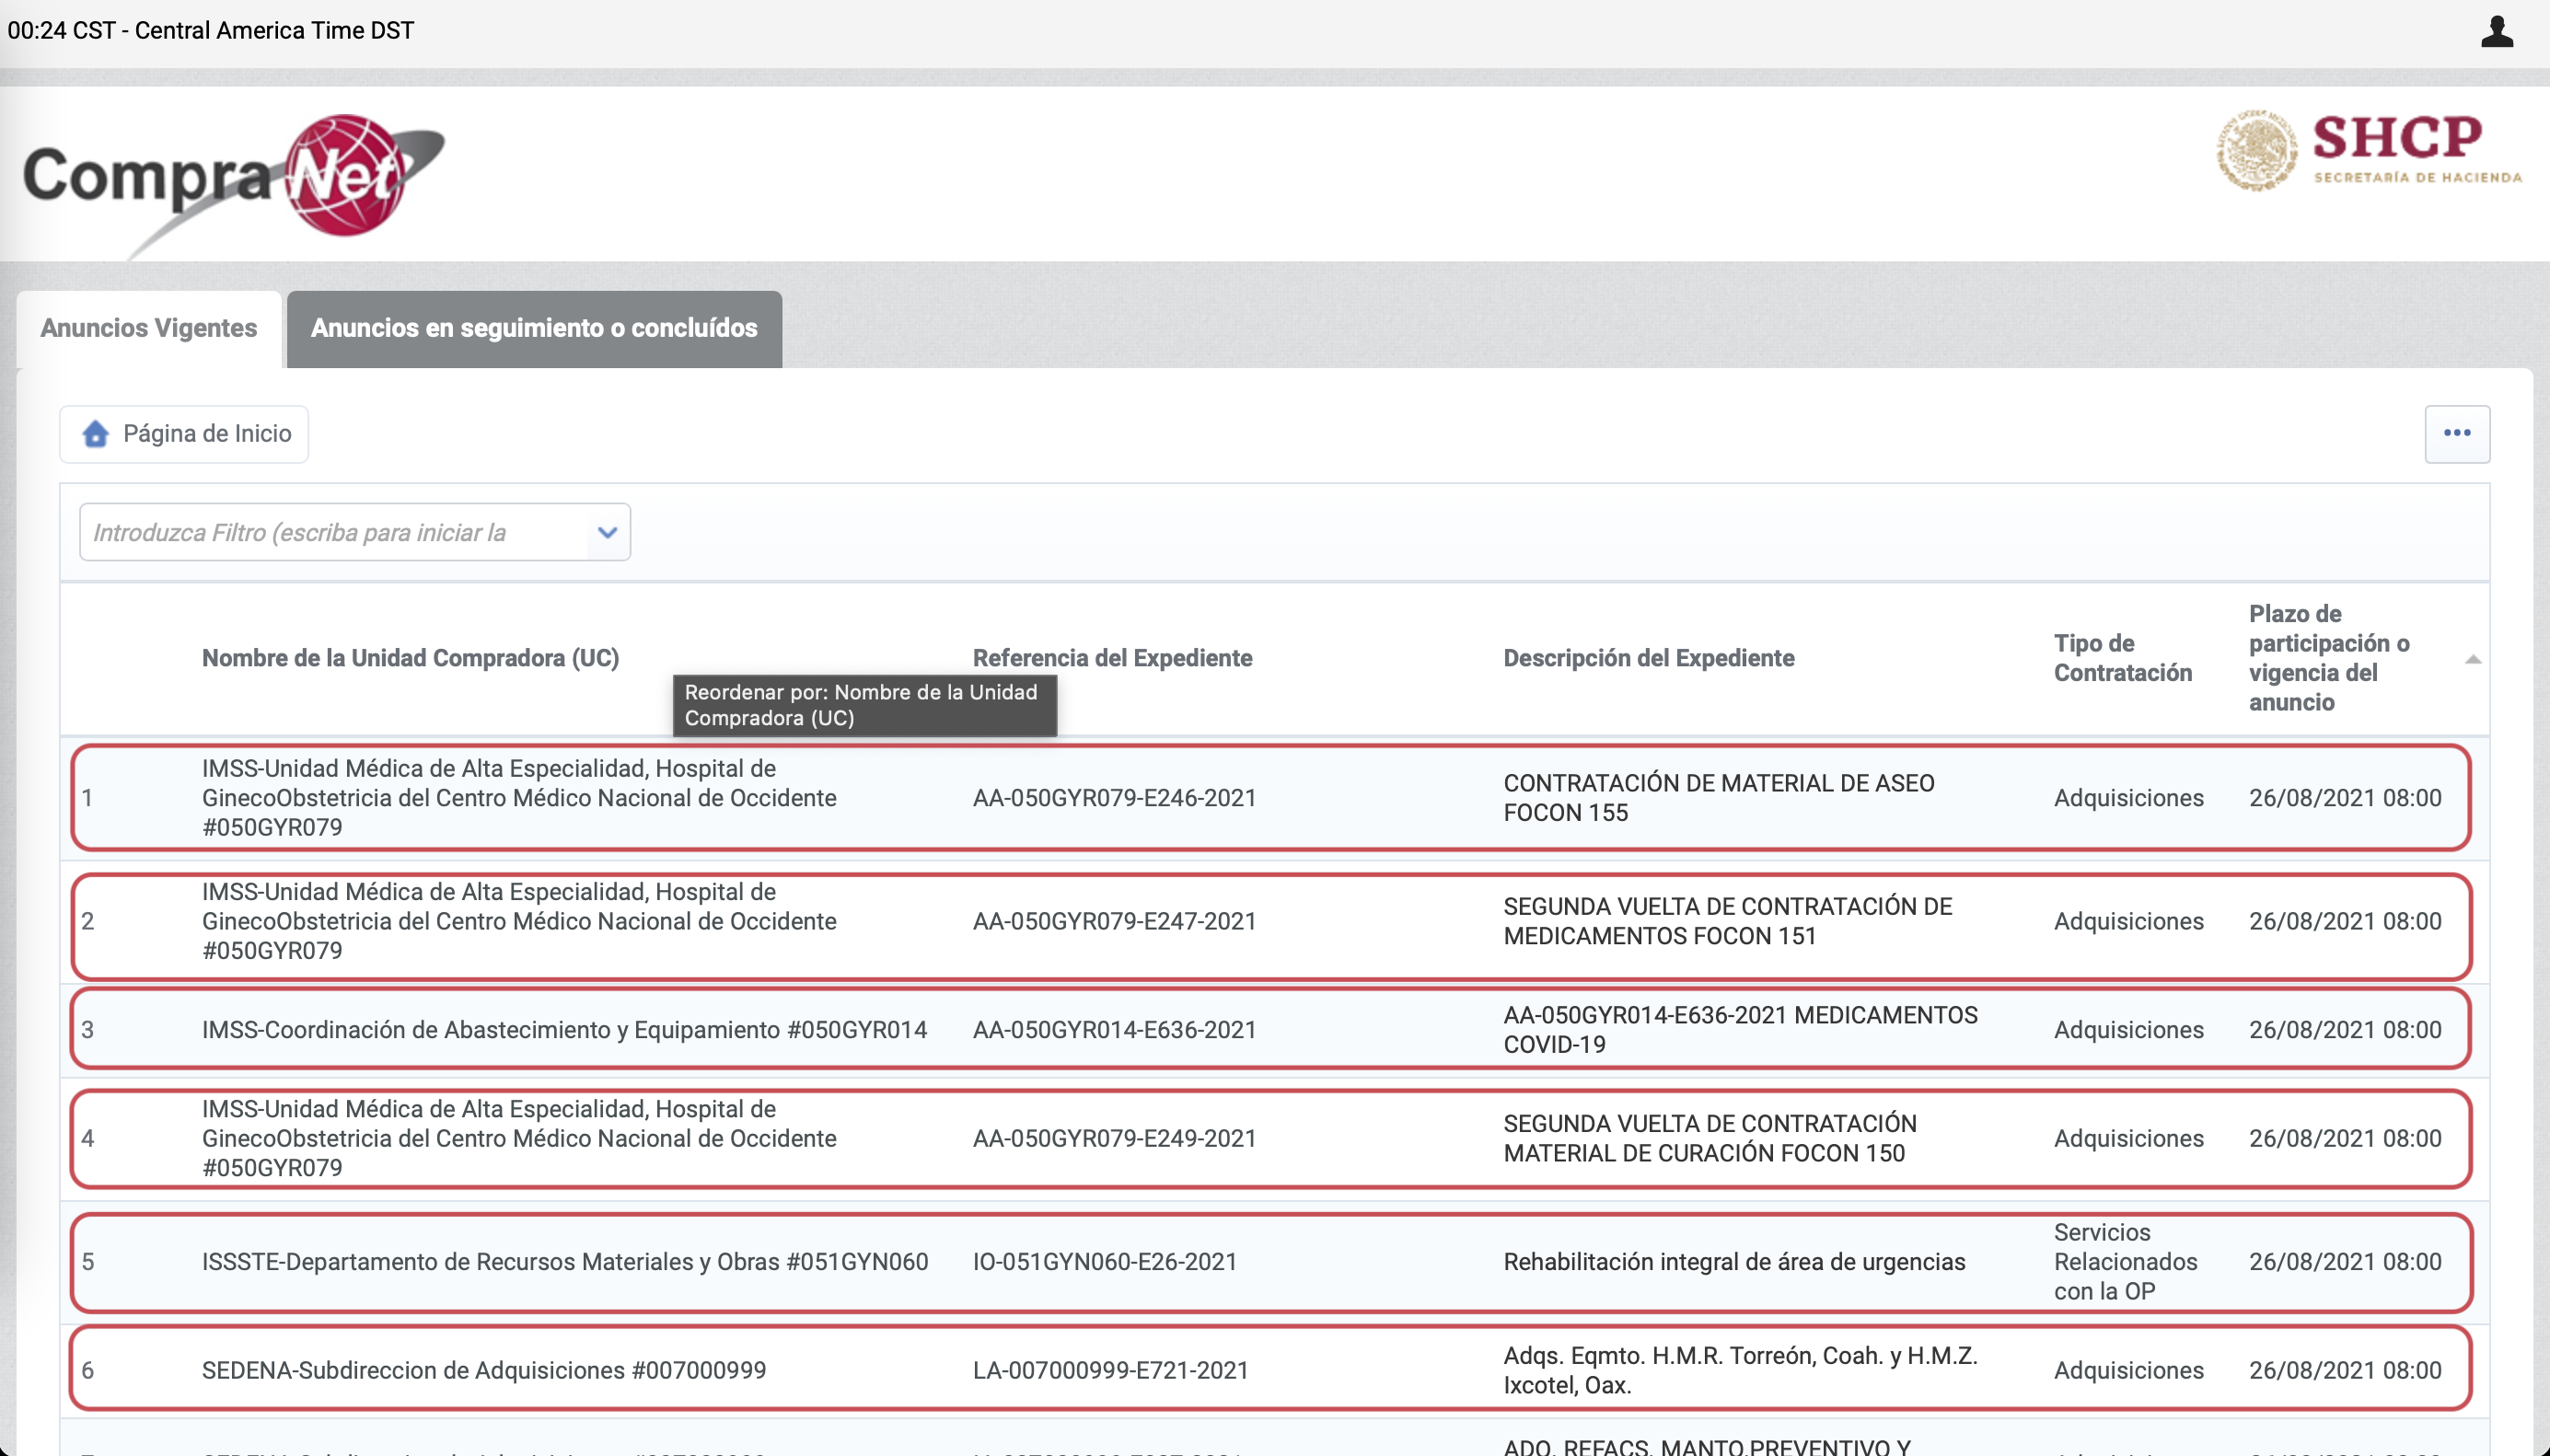 00:24 CST - Central America Time DST
CompraNet
SHCP
SECRETARÍA DE HACIENDA
Anuncios Vigentes
Anuncios en seguimiento o concluídos
Página de Inicio
Introduzca Filtro (escriba para iniciar la
Nombre de la Unidad Compradora (UC)
Referencia del Expediente
Descripción del Expediente
Tipo de
Contratación
Plazo de
participación o
vigencia del
anuncio
Reordenar por: Nombre de la Unidad
Compradora (UC)
1
IMSS-Unidad Médica de Alta Especialidad, Hospital de
GinecoObstetricia del Centro Médico Nacional de Occidente
#050GYR079
AA-050GYR079-E246-2021
CONTRATACIÓN DE MATERIAL DE ASEO
FOCON 155
Adquisiciones
26/08/2021 08:00
2
IMSS-Unidad Médica de Alta Especialidad, Hospital de
GinecoObstetricia del Centro Médico Nacional de Occidente
#050GYR079
AA-050GYR079-E247-2021
SEGUNDA VUELTA DE CONTRATACIÓN DE
MEDICAMENTOS FOCON 151
Adquisiciones
26/08/2021 08:00
3
IMSS-Coordinación de Abastecimiento y Equipamiento #050GYR014
AA-050GYR014-E636-2021
AA-050GYR014-E636-2021 MEDICAMENTOS
COVID-19
Adquisiciones
26/08/2021 08:00
4
IMSS-Unidad Médica de Alta Especialidad, Hospital de
GinecoObstetricia del Centro Médico Nacional de Occidente
#050GYR079
AA-050GYR079-E249-2021
SEGUNDA VUELTA DE CONTRATACIÓN
MATERIAL DE CURACIÓN FOCON 150
Adquisiciones
26/08/2021 08:00
5
ISSSTE-Departamento de Recursos Materiales y Obras #051GYN060
IO-051GYN060-E26-2021
Rehabilitación integral de área de urgencias
Servicios
Relacionados
con la OP
26/08/2021 08:00
6
SEDENA-Subdireccion de Adquisiciones #007000999
LA-007000999-E721-2021
Adqs. Eqmto. H.M.R. Torreón, Coah. y H.M.Z.
Ixcotel, Oax.
Adquisiciones
26/08/2021 08:00
ADQ. REFACS. MANTO.PREVENTIVO Y